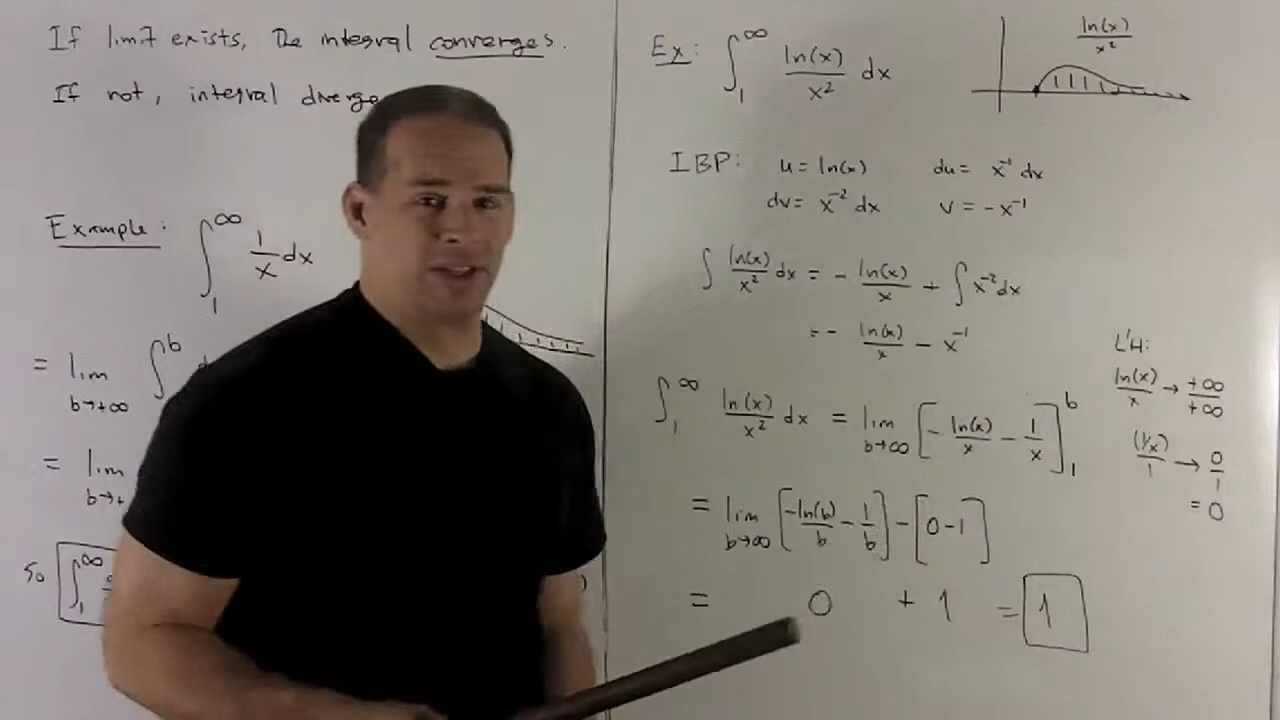 If limit exists, the integral converges.
If not, integral diverge
Example: ∫₁^∞ 1/x dx
= lim b→+∞ ∫^b
= lim b→+
So ∫₁^∞
Ex: ∫₁^∞ ln(x)/x² dx
ln(x)/x²
IBP: u = ln(x) du = x⁻¹ dx
dv = x⁻² dx v = -x⁻¹
∫ ln(x)/x² dx = - ln(x)/x + ∫ x⁻² dx
= - ln(x)/x - x⁻¹
∫₁^∞ ln(x)/x² dx = lim b→∞ [- ln(x)/x - 1/x]₁^b
= lim b→∞ [-ln(b)/b - 1/b] - [0-1]
= 0 + 1 = 1
L'H:
ln(x)/x → +∞/+∞
(1/x)/1 → 0/1
= 0